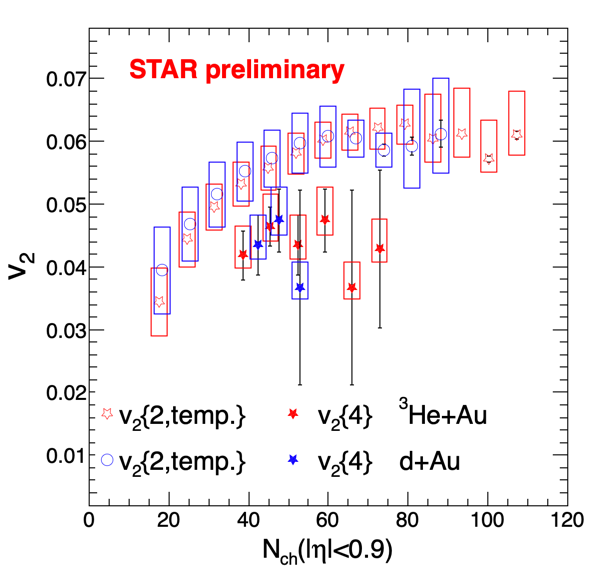 STAR preliminary
0.07
0.06
0.05
0.04
0.03
0.02
0.01
v₂
v₂{2,temp.} v₂{4} ³He+Au
v₂{2,temp.} v₂{4} d+Au
0 20 40 60 80 100 120
N_ch(|η|<0.9)